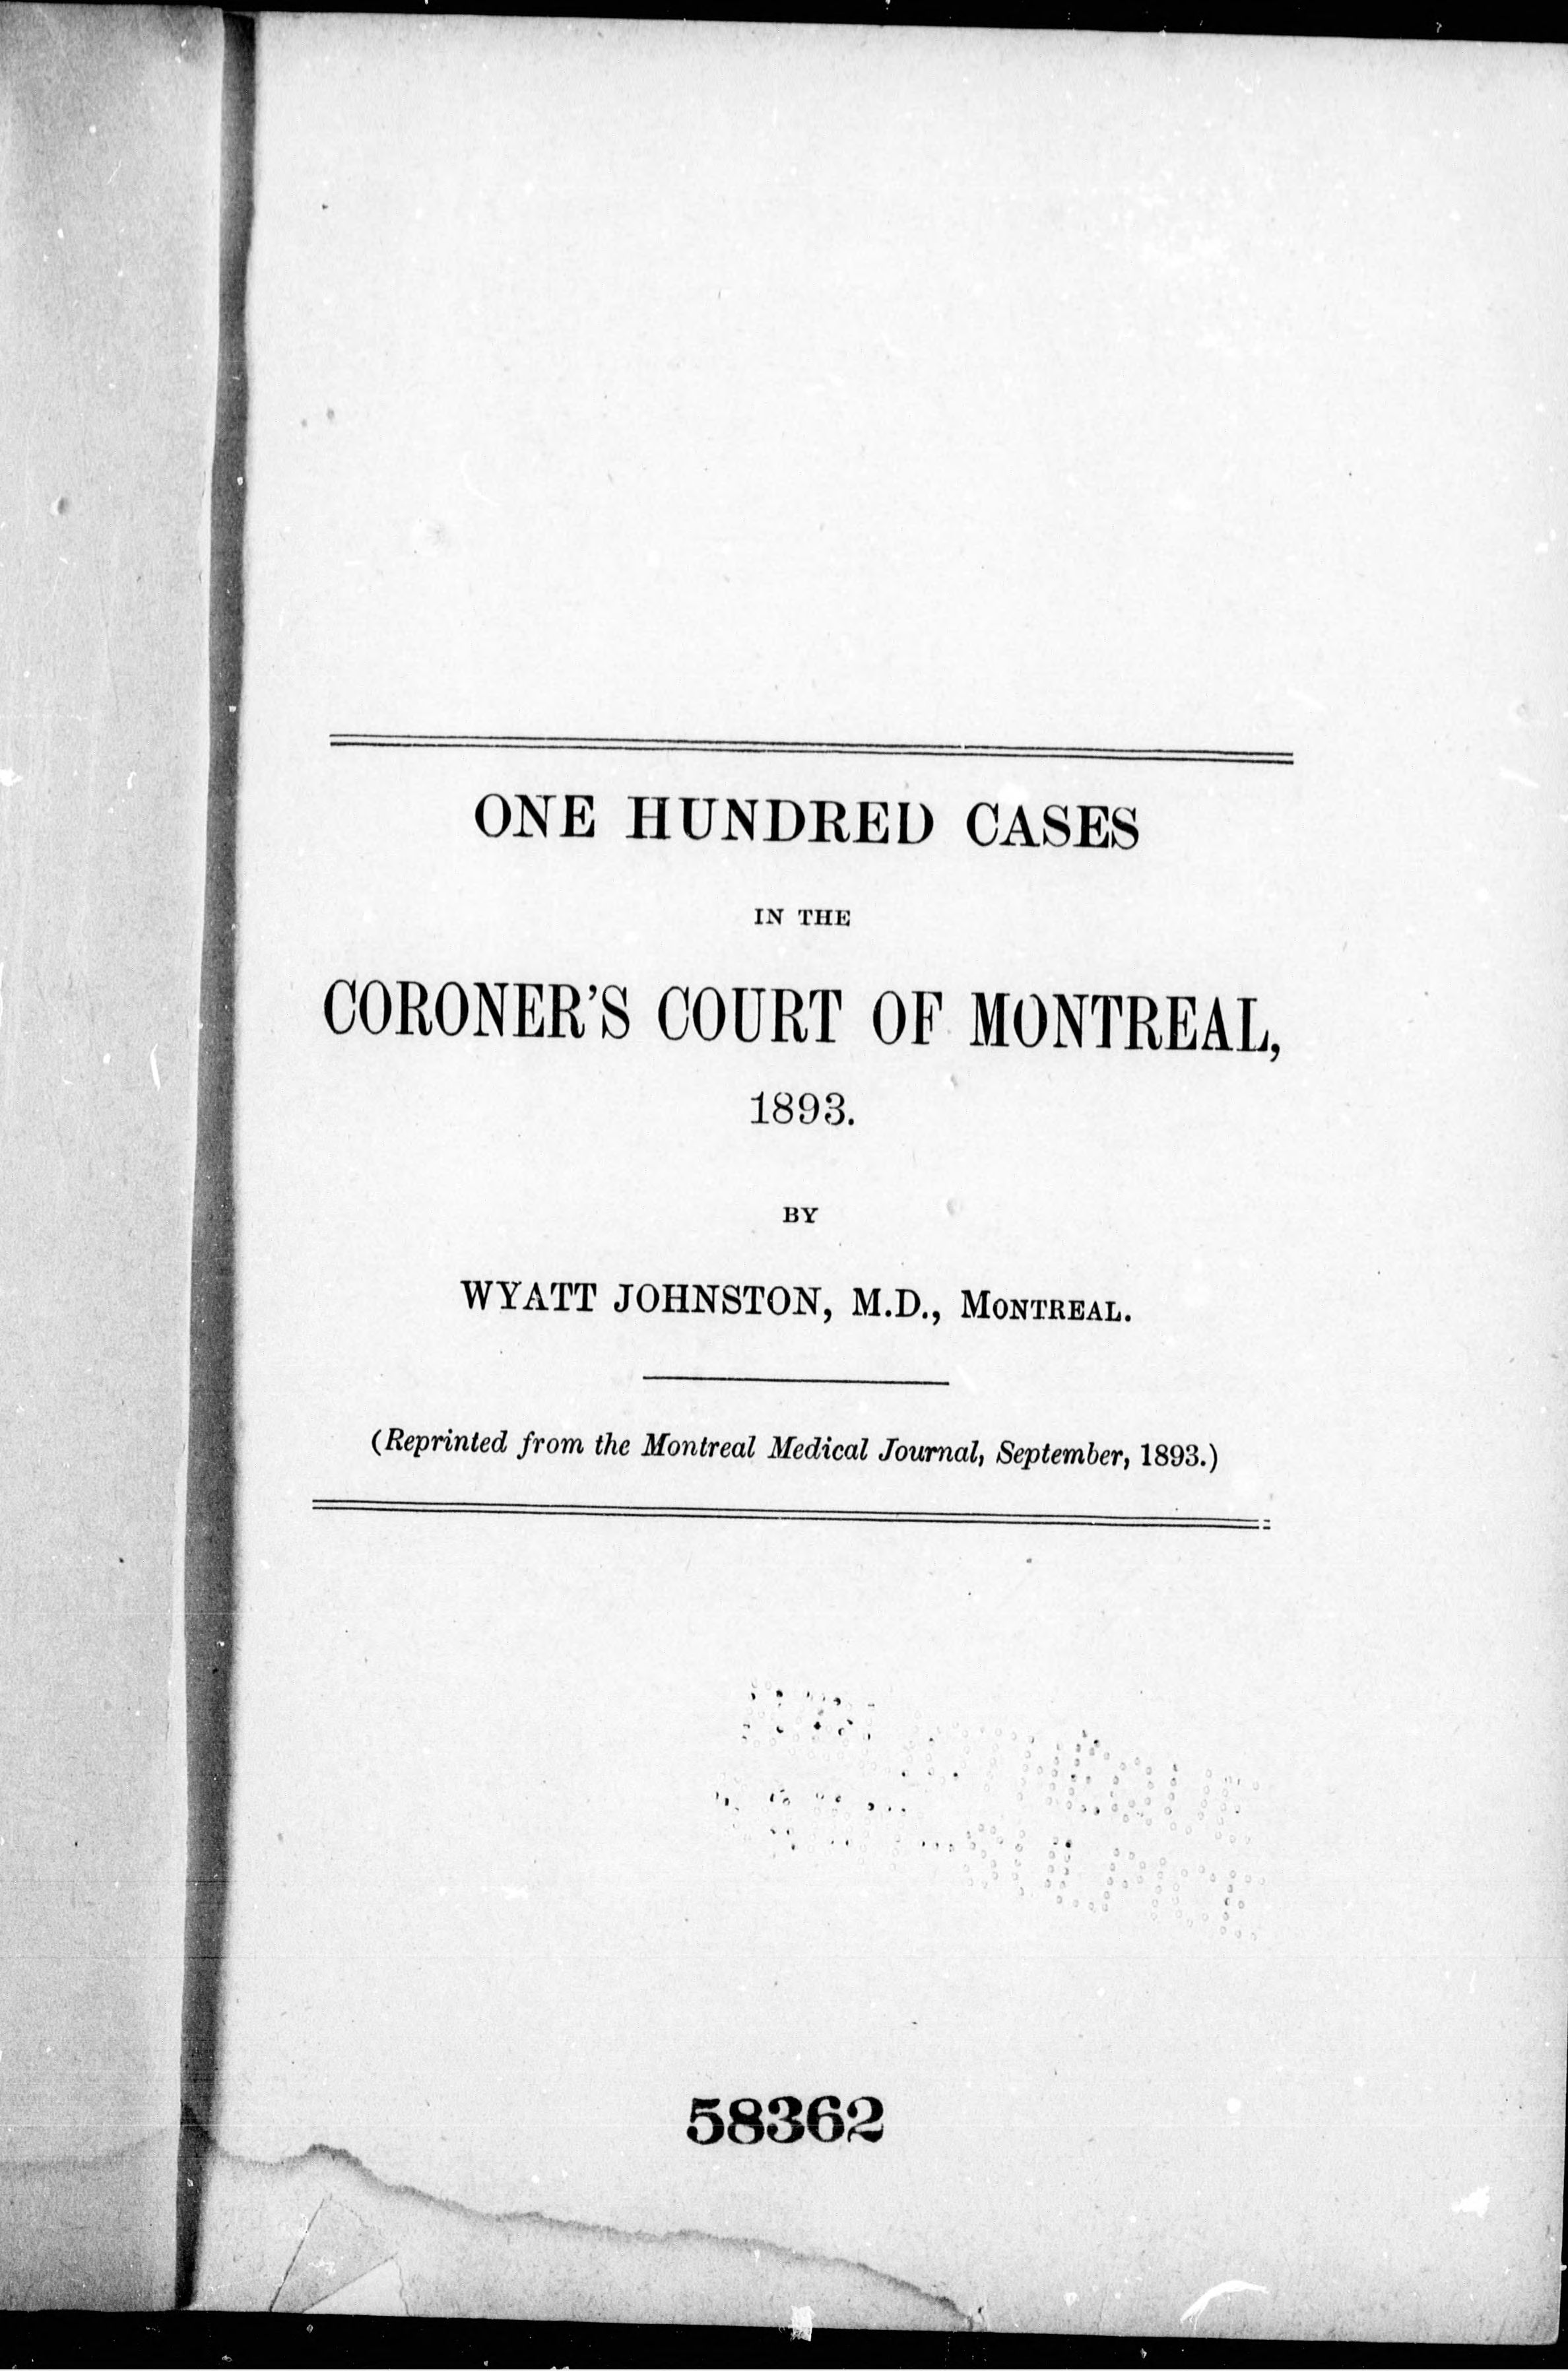 ONE HUNDRED CASES
IN THE
CORONER'S COURT OF MONTREAL,
1893.
BY
WYATT JOHNSTON, M.D., MONTREAL.
(Reprinted from the Montreal Medical Journal, September, 1893.)
58362